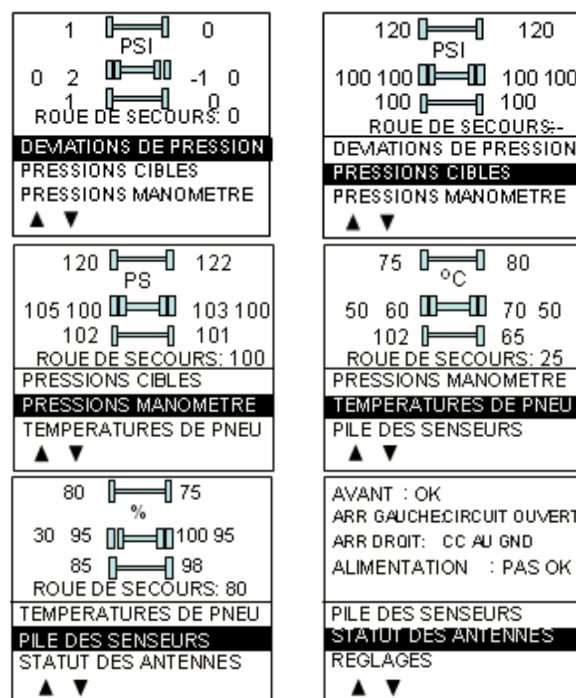 1 0
PSI
0 2 -1 0
1 0
ROUE DE SECOURS: 0
DEVIATIONS DE PRESSION
PRESSIONS CIBLES
PRESSIONS MANOMETRE
▲ ▼
120 120
PSI
100 100 100 100
100 100
ROUE DE SECOURS:-
DEVIATIONS DE PRESSION
PRESSIONS CIBLES
PRESSIONS MANOMETRE
▲ ▼
120 122
PS
105 100 103 100
102 101
ROUE DE SECOURS: 100
PRESSIONS CIBLES
PRESSIONS MANOMETRE
TEMPERATURES DE PNEU
▲ ▼
75 80
ºC
50 60 70 50
102 65
ROUE DE SECOURS: 25
PRESSIONS MANOMETRE
TEMPERATURES DE PNEU
PILE DES SENSEURS
▲ ▼
80 75
%
30 95 100 95
85 98
ROUE DE SECOURS: 80
TEMPERATURES DE PNEU
PILE DES SENSEURS
STATUT DES ANTENNES
▲ ▼
AVANT : OK
ARR GAUCHE:CIRCUIT OUVERT
ARR DROIT: CC AU GND
ALIMENTATION : PAS OK
PILE DES SENSEURS
STATUT DES ANTENNES
REGLAGES
▲ ▼